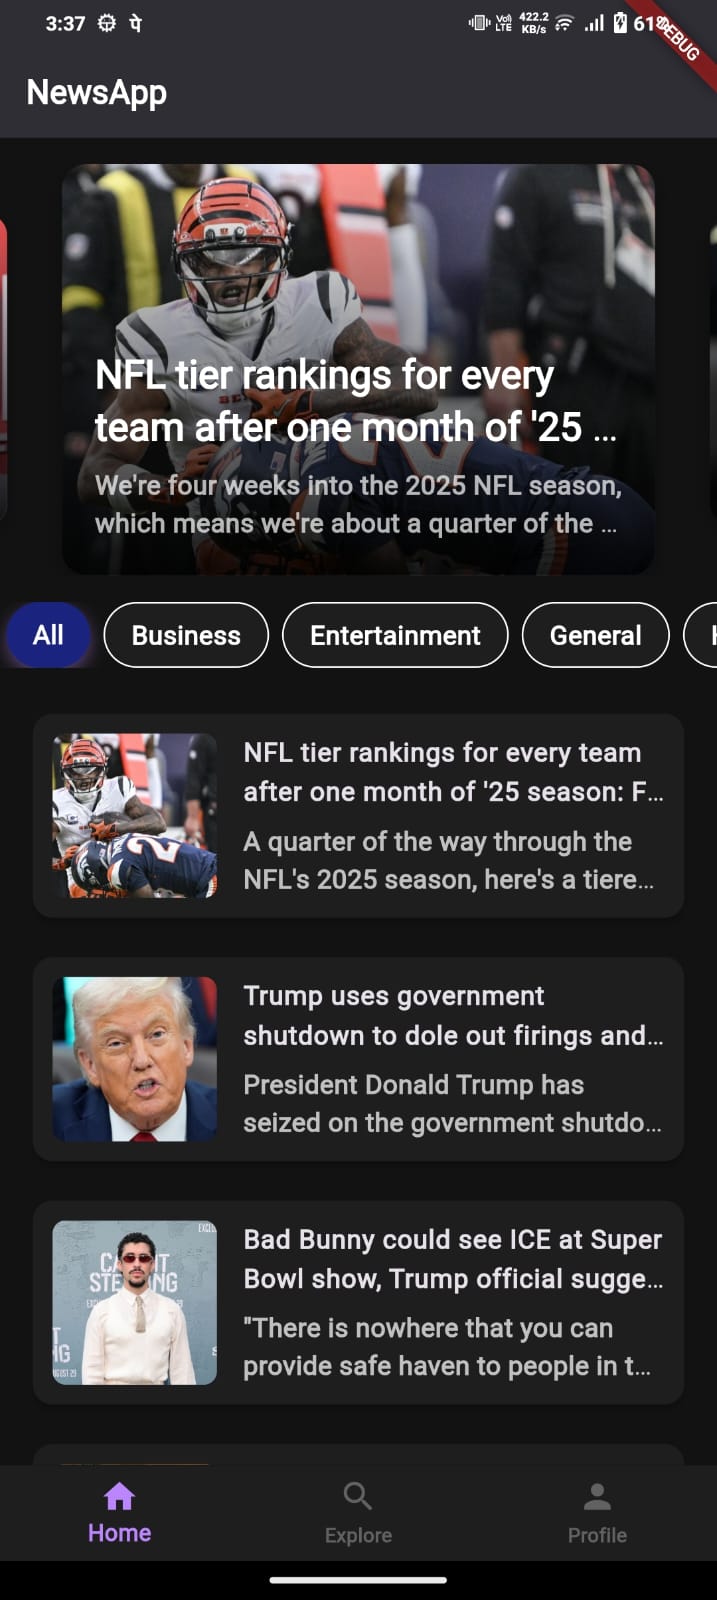 3:37 पे Vo) LTE 422.2 KB/s 61%
DEBUG
NewsApp
NFL tier rankings for every
team after one month of '25 ...
We're four weeks into the 2025 NFL season,
which means we're about a quarter of the ...
All Business Entertainment General
NFL tier rankings for every team
after one month of '25 season: F...
A quarter of the way through the
NFL's 2025 season, here's a tiere...
Trump uses government
shutdown to dole out firings and...
President Donald Trump has
seized on the government shutdo...
Bad Bunny could see ICE at Super
Bowl show, Trump official sugge...
"There is nowhere that you can
provide safe haven to people in t...
Home Explore Profile